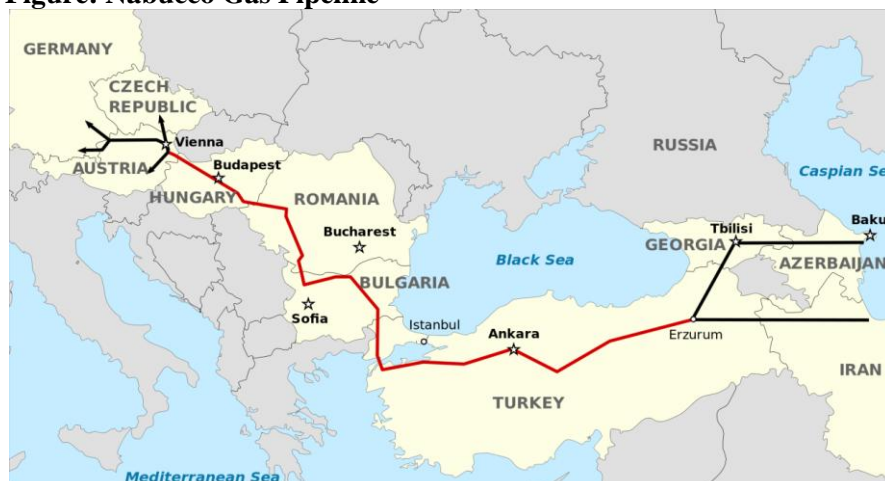 Figure: Nabucco Gas Pipeline
GERMANY
CZECH
REPUBLIC
Vienna
AUSTRIA
Budapest
HUNGARY
ROMANIA
Bucharest
BULGARIA
Sofia
Istanbul
Black Sea
RUSSIA
Caspian Se
Tbilisi
GEORGIA
Baku
AZERBAIJAN
Ankara
Erzurum
TURKEY
IRAN
Mediterranean Sea